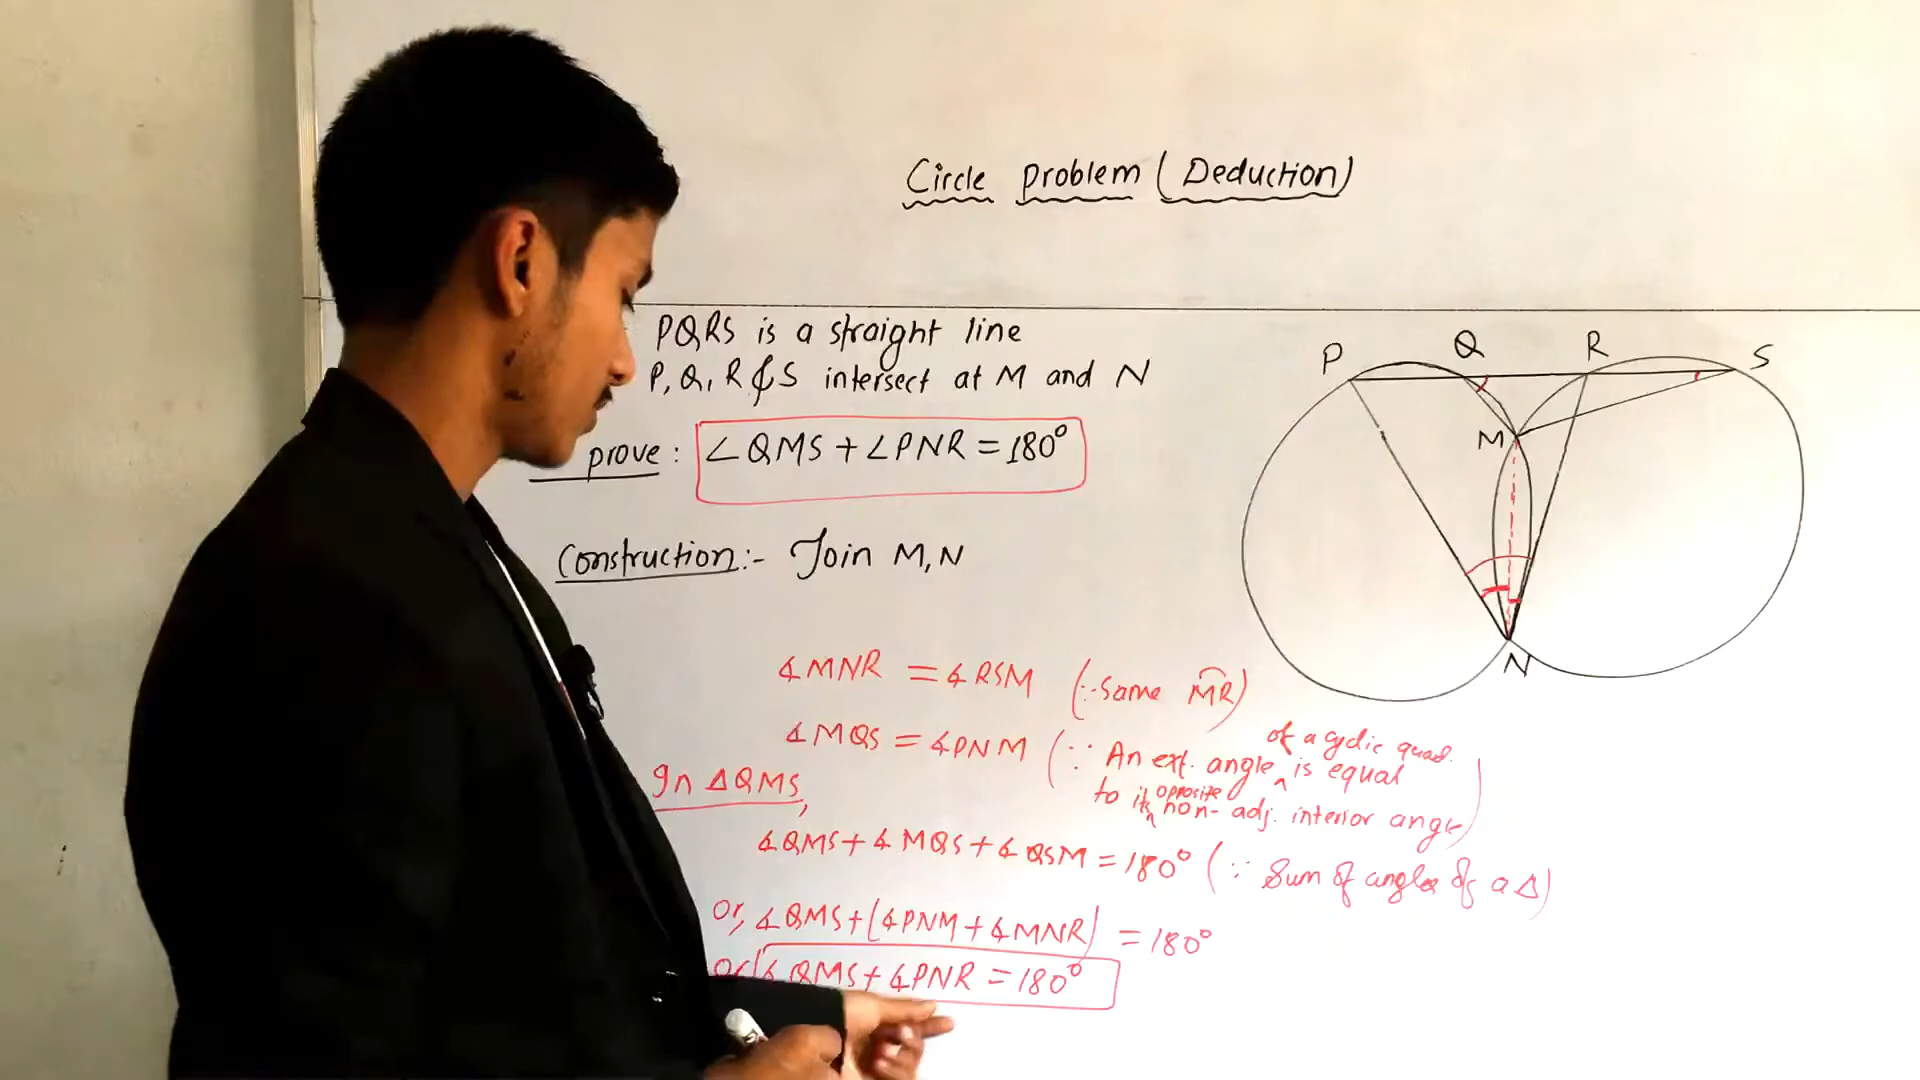 Circle Problem (Deduction)
PQRS is a straight line
P, Q, R & S intersect at M and N
prove : ∠QMS + ∠PNR = 180°
Construction:- Join M, N
P Q R S
M
N
∡MNR = ∡RSM (∵ same MR)
∡MQS = ∡PNM (∵ An ext. angle of a cyclic quad. is equal
to its opposite non-adj. interior angle)
In ΔQMS,
∡QMS + ∡MQS + ∡QSM = 180° (∵ Sum of angles of a Δ)
or, ∡QMS + (∡PNM + ∡MNR) = 180°
or, ∡QMS + ∡PNR = 180°